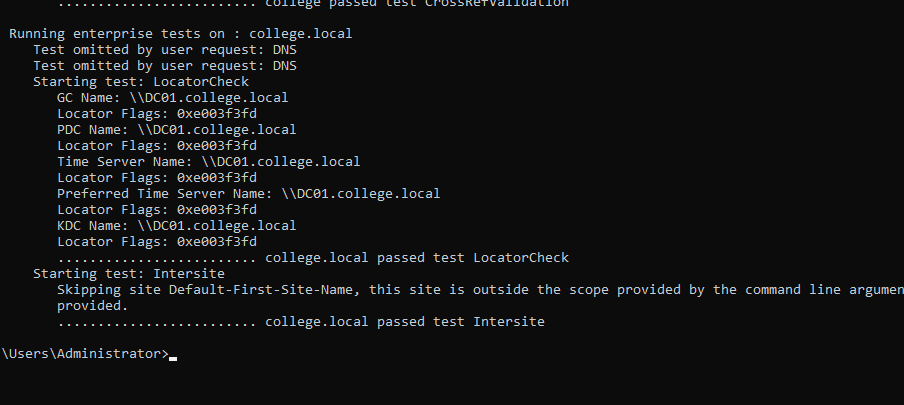 ......................... college passed test CrossRefValidation
Running enterprise tests on : college.local
Test omitted by user request: DNS
Test omitted by user request: DNS
Starting test: LocatorCheck
GC Name: \\DC01.college.local
Locator Flags: 0xe003f3fd
PDC Name: \\DC01.college.local
Locator Flags: 0xe003f3fd
Time Server Name: \\DC01.college.local
Locator Flags: 0xe003f3fd
Preferred Time Server Name: \\DC01.college.local
Locator Flags: 0xe003f3fd
KDC Name: \\DC01.college.local
Locator Flags: 0xe003f3fd
......................... college.local passed test LocatorCheck
Starting test: Intersite
Skipping site Default-First-Site-Name, this site is outside the scope provided by the command line argumen
provided.
......................... college.local passed test Intersite
\Users\Administrator>